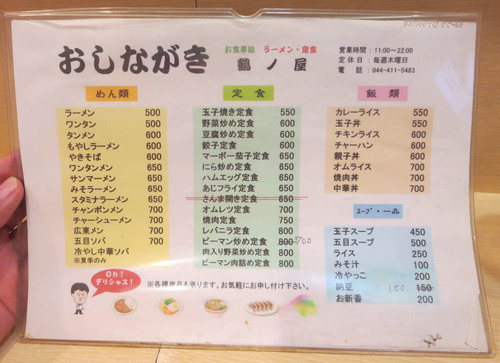 お食事処 ラーメン・定食
おしながき 鶴ノ屋
営業時間：11:00～22:00
定休日：毎週木曜日
電話：044-411-5483
めん類
ラーメン 500
ワンタン 500
タンメン 600
もやしラーメン 600
やきそば 600
ワンタンメン 650
サンマーメン 650
みそラーメン 650
スタミナラーメン 650
チャンポンメン 700
チャーシューメン 700
広東メン 700
五目ソバ 700
冷やし中華ソバ
※夏季のみ
定食
玉子焼き定食 550
野菜炒め定食 600
豆腐炒め定食 600
餃子定食 600
マーボー茄子定食 650
にら炒め定食 650
ハムエッグ定食 650
あじフライ定食 650
さんま開き定食 650
オムレツ定食 700
焼肉定食 750
レバニラ定食 800
ピーマン炒め定食 800 700
肉入り野菜炒め定食 800
ピーマン肉詰め定食 800
飯類
カレーライス 550
玉子丼 600
チキンライス 600
チャーハン 600
親子丼 600
オムライス 700
焼肉丼 700
中華丼 700
スープ・一品
玉子スープ 450
五目スープ 500
ライス 250
みそ汁 100
冷やっこ 200
納豆 100 150
お新香 200
Oh!
デリシャス!
※各種単品も承ります。お気軽にお申し付け下さい。